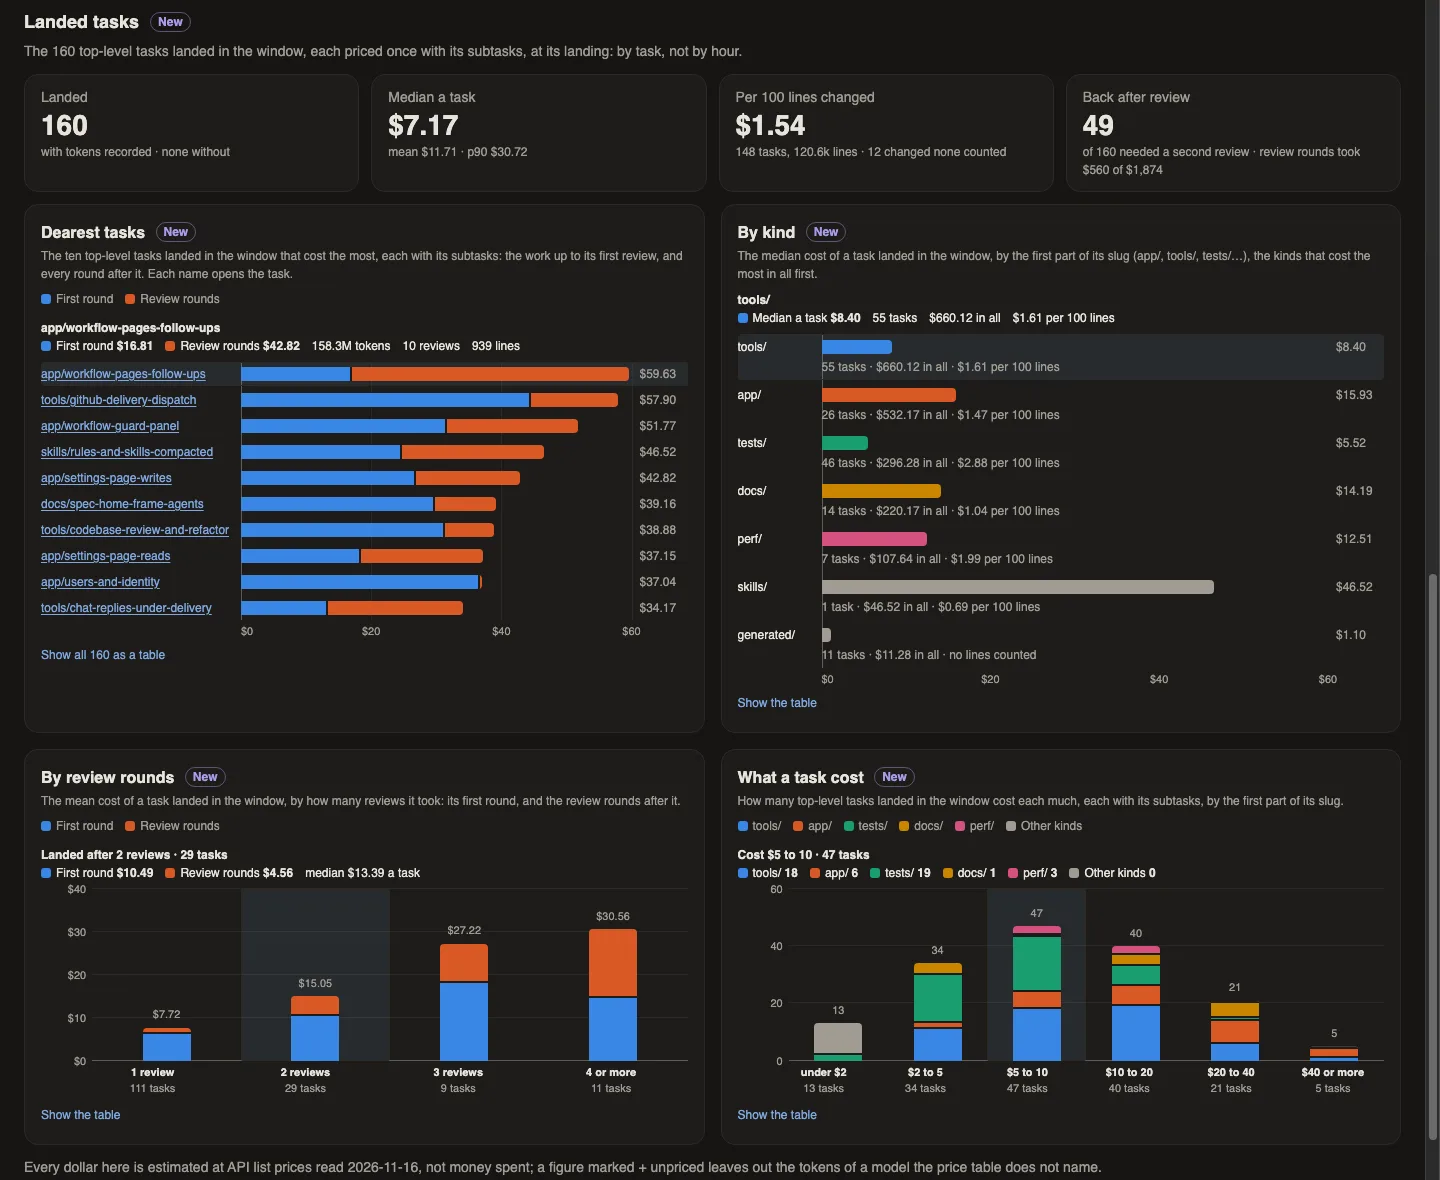 Landed tasks New
The 160 top-level tasks landed in the window, each priced once with its subtasks, at its landing: by task, not by hour.
Landed
160
with tokens recorded · none without
Median a task
$7.17
mean $11.71 · p90 $30.72
Per 100 lines changed
$1.54
148 tasks, 120.6k lines · 12 changed none counted
Back after review
49
of 160 needed a second review · review rounds took
$560 of $1,874
Dearest tasks New
The ten top-level tasks landed in the window that cost the most, each with its subtasks: the work up to its first review, and
every round after it. Each name opens the task.
First round Review rounds
app/workflow-pages-follow-ups
First round $16.81 Review rounds $42.82 158.3M tokens 10 reviews 939 lines
app/workflow-pages-follow-ups $59.63
tools/github-delivery-dispatch $57.90
app/workflow-guard-panel $51.77
skills/rules-and-skills-compacted $46.52
app/settings-page-writes $42.82
docs/spec-home-frame-agents $39.16
tools/codebase-review-and-refactor $38.88
app/settings-page-reads $37.15
app/users-and-identity $37.04
tools/chat-replies-under-delivery $34.17
$0 $20 $40 $60
Show all 160 as a table
By kind New
The median cost of a task landed in the window, by the first part of its slug (app/, tools/, tests/…), the kinds that cost the
most in all first.
tools/
Median a task $8.40 55 tasks $660.12 in all $1.61 per 100 lines
tools/ $8.40
55 tasks · $660.12 in all · $1.61 per 100 lines
app/ $15.93
26 tasks · $532.17 in all · $1.47 per 100 lines
tests/ $5.52
46 tasks · $296.28 in all · $2.88 per 100 lines
docs/ $14.19
14 tasks · $220.17 in all · $1.04 per 100 lines
perf/ $12.51
7 tasks · $107.64 in all · $1.99 per 100 lines
skills/ $46.52
1 task · $46.52 in all · $0.69 per 100 lines
generated/ $1.10
11 tasks · $11.28 in all · no lines counted
$0 $20 $40 $60
Show the table
By review rounds New
The mean cost of a task landed in the window, by how many reviews it took: its first round, and the review rounds after it.
First round Review rounds
Landed after 2 reviews · 29 tasks
First round $10.49 Review rounds $4.56 median $13.39 a task
$40
$30
$20
$10
$0
$7.72
$15.05
$27.22
$30.56
1 review 2 reviews 3 reviews 4 or more
111 tasks 29 tasks 9 tasks 11 tasks
Show the table
What a task cost New
How many top-level tasks landed in the window cost each much, each with its subtasks, by the first part of its slug.
tools/ app/ tests/ docs/ perf/ Other kinds
Cost $5 to 10 · 47 tasks
tools/ 18 app/ 6 tests/ 19 docs/ 1 perf/ 3 Other kinds 0
60
40
20
0
13
34
47
40
21
5
under $2 $2 to 5 $5 to 10 $10 to 20 $20 to 40 $40 or more
13 tasks 34 tasks 47 tasks 40 tasks 21 tasks 5 tasks
Show the table
Every dollar here is estimated at API list prices read 2026-11-16, not money spent; a figure marked + unpriced leaves out the tokens of a model the price table does not name.